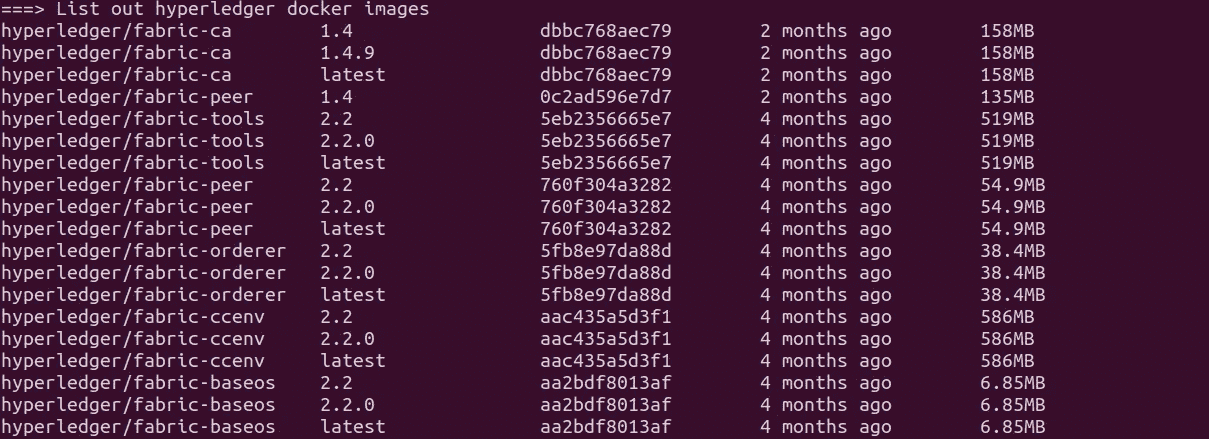 ===> List out hyperledger docker images
hyperledger/fabric-ca 1.4 dbbc768aec79 2 months ago 158MB
hyperledger/fabric-ca 1.4.9 dbbc768aec79 2 months ago 158MB
hyperledger/fabric-ca latest dbbc768aec79 2 months ago 158MB
hyperledger/fabric-peer 1.4 0c2ad596e7d7 2 months ago 135MB
hyperledger/fabric-tools 2.2 5eb2356665e7 4 months ago 519MB
hyperledger/fabric-tools 2.2.0 5eb2356665e7 4 months ago 519MB
hyperledger/fabric-tools latest 5eb2356665e7 4 months ago 519MB
hyperledger/fabric-peer 2.2 760f304a3282 4 months ago 54.9MB
hyperledger/fabric-peer 2.2.0 760f304a3282 4 months ago 54.9MB
hyperledger/fabric-peer latest 760f304a3282 4 months ago 54.9MB
hyperledger/fabric-orderer 2.2 5fb8e97da88d 4 months ago 38.4MB
hyperledger/fabric-orderer 2.2.0 5fb8e97da88d 4 months ago 38.4MB
hyperledger/fabric-orderer latest 5fb8e97da88d 4 months ago 38.4MB
hyperledger/fabric-ccenv 2.2 aac435a5d3f1 4 months ago 586MB
hyperledger/fabric-ccenv 2.2.0 aac435a5d3f1 4 months ago 586MB
hyperledger/fabric-ccenv latest aac435a5d3f1 4 months ago 586MB
hyperledger/fabric-baseos 2.2 aa2bdf8013af 4 months ago 6.85MB
hyperledger/fabric-baseos 2.2.0 aa2bdf8013af 4 months ago 6.85MB
hyperledger/fabric-baseos latest aa2bdf8013af 4 months ago 6.85MB